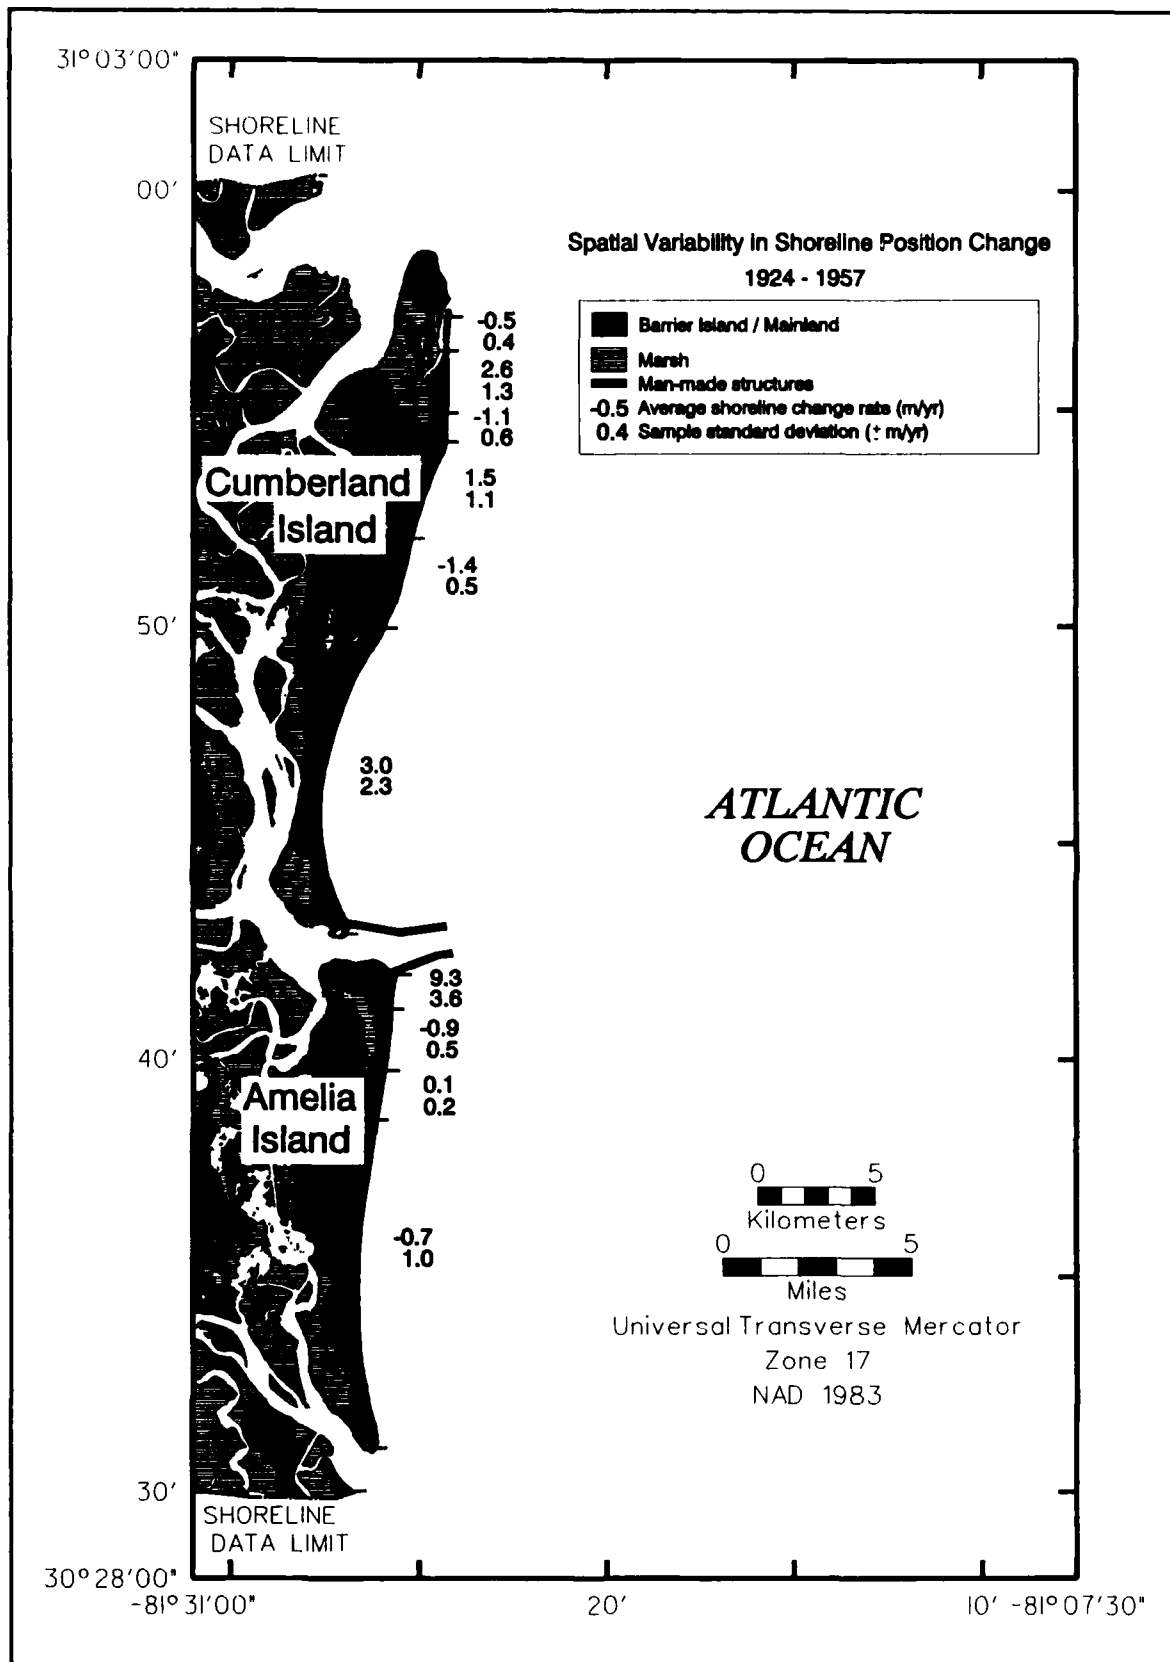 31°03'00"
SHORELINE
DATA LIMIT
00'
Spatial Variability in Shoreline Position Change
1924 - 1957
Barrier Island / Mainland
Marsh
Man-made structures
-0.5 Average shoreline change rate (m/yr)
0.4 Sample standard deviation (± m/yr)
-0.5
0.4
2.6
1.3
-1.1
0.6
Cumberland
Island
1.5
1.1
-1.4
0.5
50'
3.0
2.3
ATLANTIC
OCEAN
9.3
3.6
-0.9
0.5
40'
0.1
0.2
Amelia
Island
-0.7
1.0
0 5
Kilometers
0 5
Miles
Universal Transverse Mercator
Zone 17
NAD 1983
30'
SHORELINE
DATA LIMIT
30°28'00"
-81°31'00" 20' 10' -81°07'30"